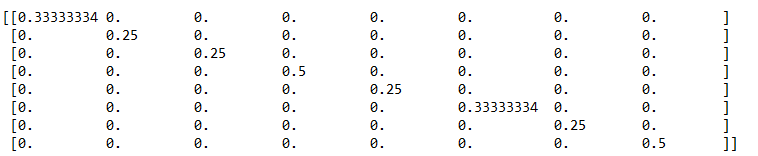 [[0.33333334 0. 0. 0. 0. 0. 0. 0. ]
[0. 0.25 0. 0. 0. 0. 0. 0. ]
[0. 0. 0.25 0. 0. 0. 0. 0. ]
[0. 0. 0. 0.5 0. 0. 0. 0. ]
[0. 0. 0. 0. 0.25 0. 0. 0. ]
[0. 0. 0. 0. 0. 0.33333334 0. 0. ]
[0. 0. 0. 0. 0. 0. 0.25 0. ]
[0. 0. 0. 0. 0. 0. 0. 0.5 ]]